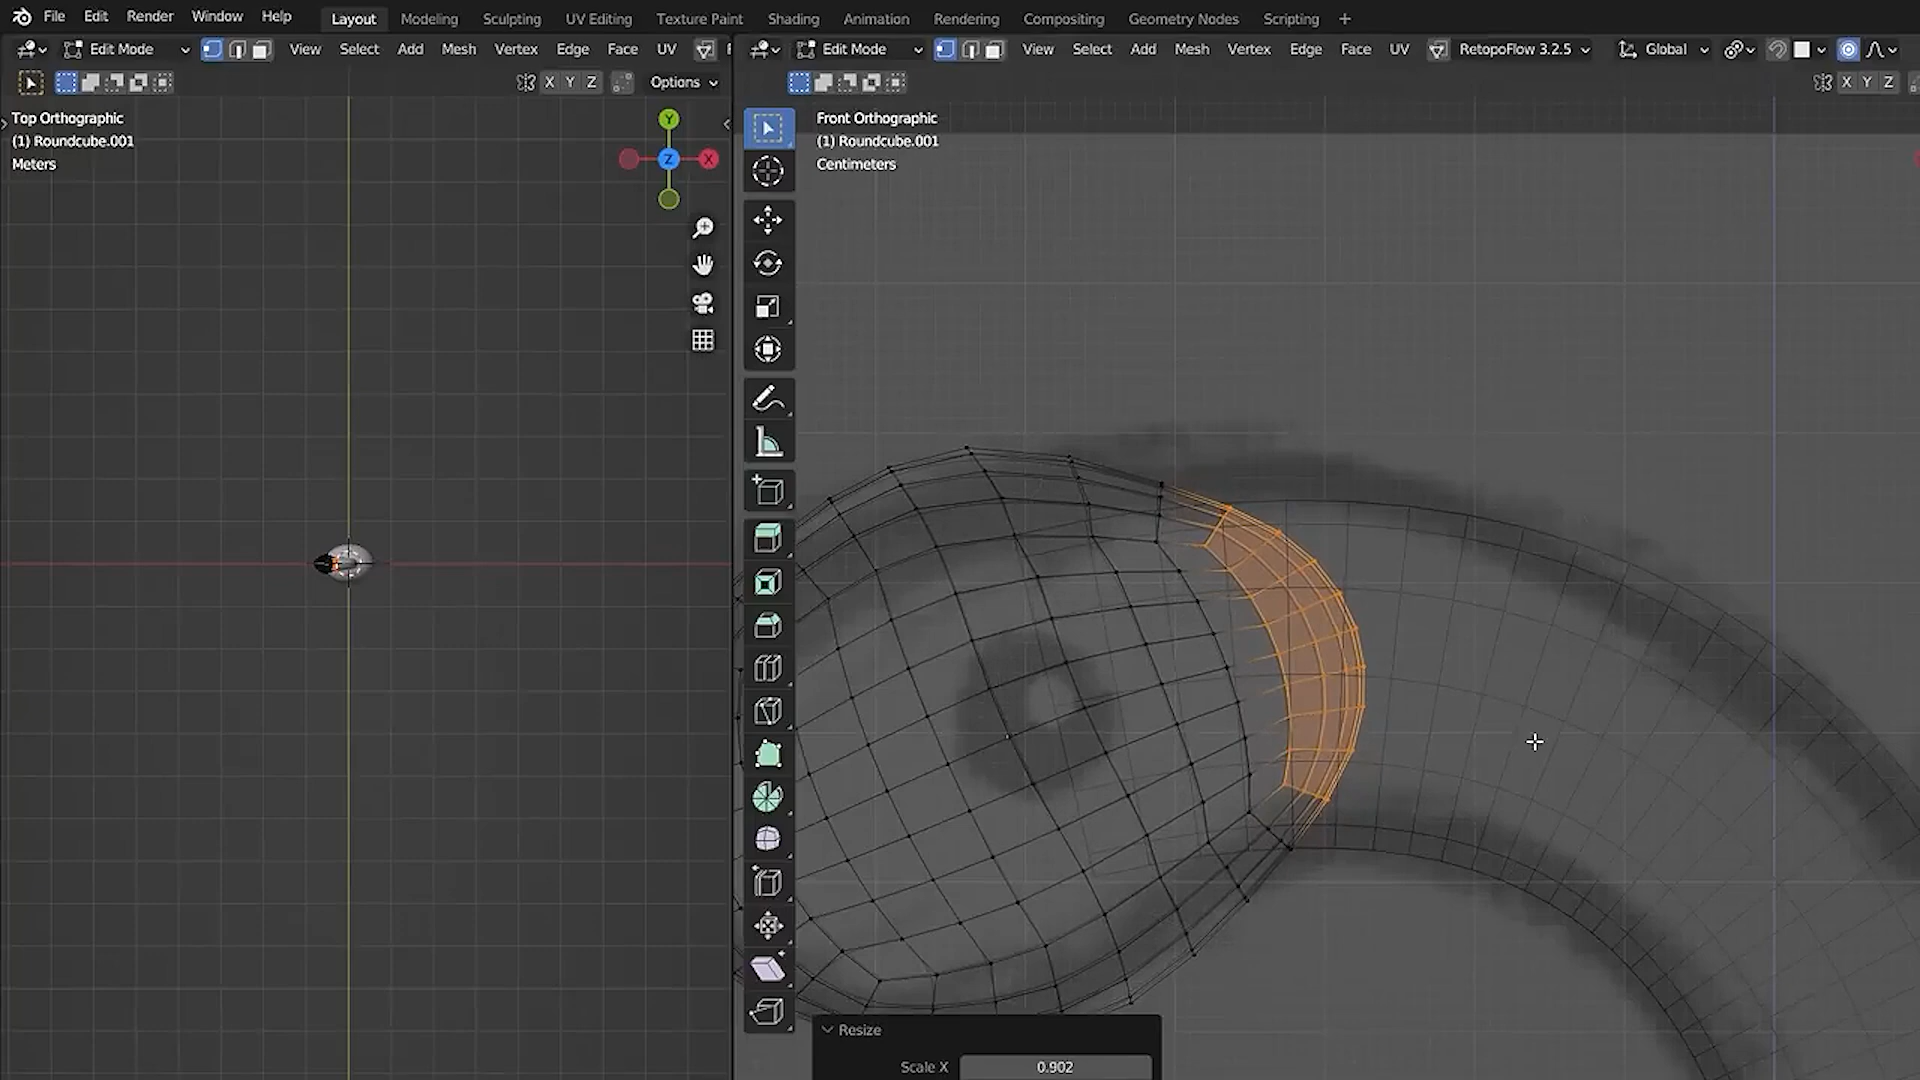 File Edit Render Window Help Layout Modeling Sculpting UV Editing Texture Paint Shading Animation Rendering Compositing Geometry Nodes Scripting +
Edit Mode View Select Add Mesh Vertex Edge Face UV
Edit Mode View Select Add Mesh Vertex Edge Face UV RetopoFlow 3.2.5 Global
X Y Z Options
X Y Z
Top Orthographic
(1) Roundcube.001
Meters
Y
Z
X
Front Orthographic
(1) Roundcube.001
Centimeters
Resize
Scale X 0.902